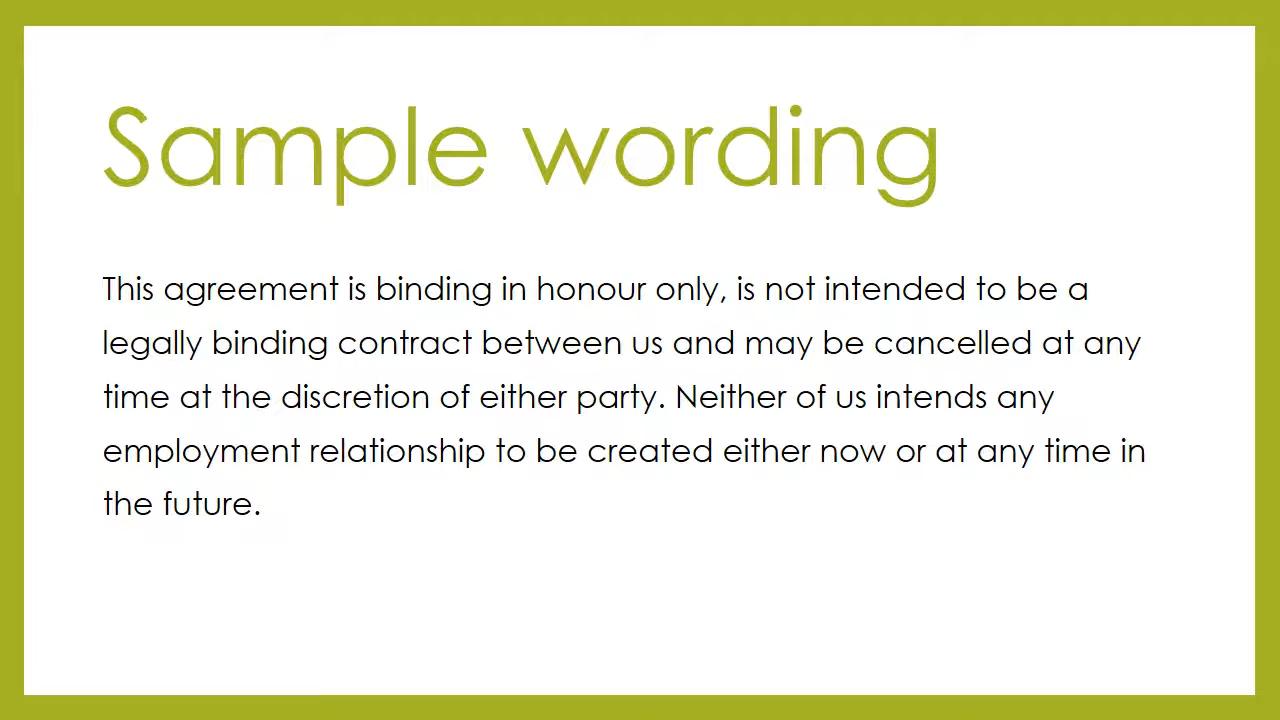 Sample wording
This agreement is binding in honour only, is not intended to be a
legally binding contract between us and may be cancelled at any
time at the discretion of either party. Neither of us intends any
employment relationship to be created either now or at any time in
the future.